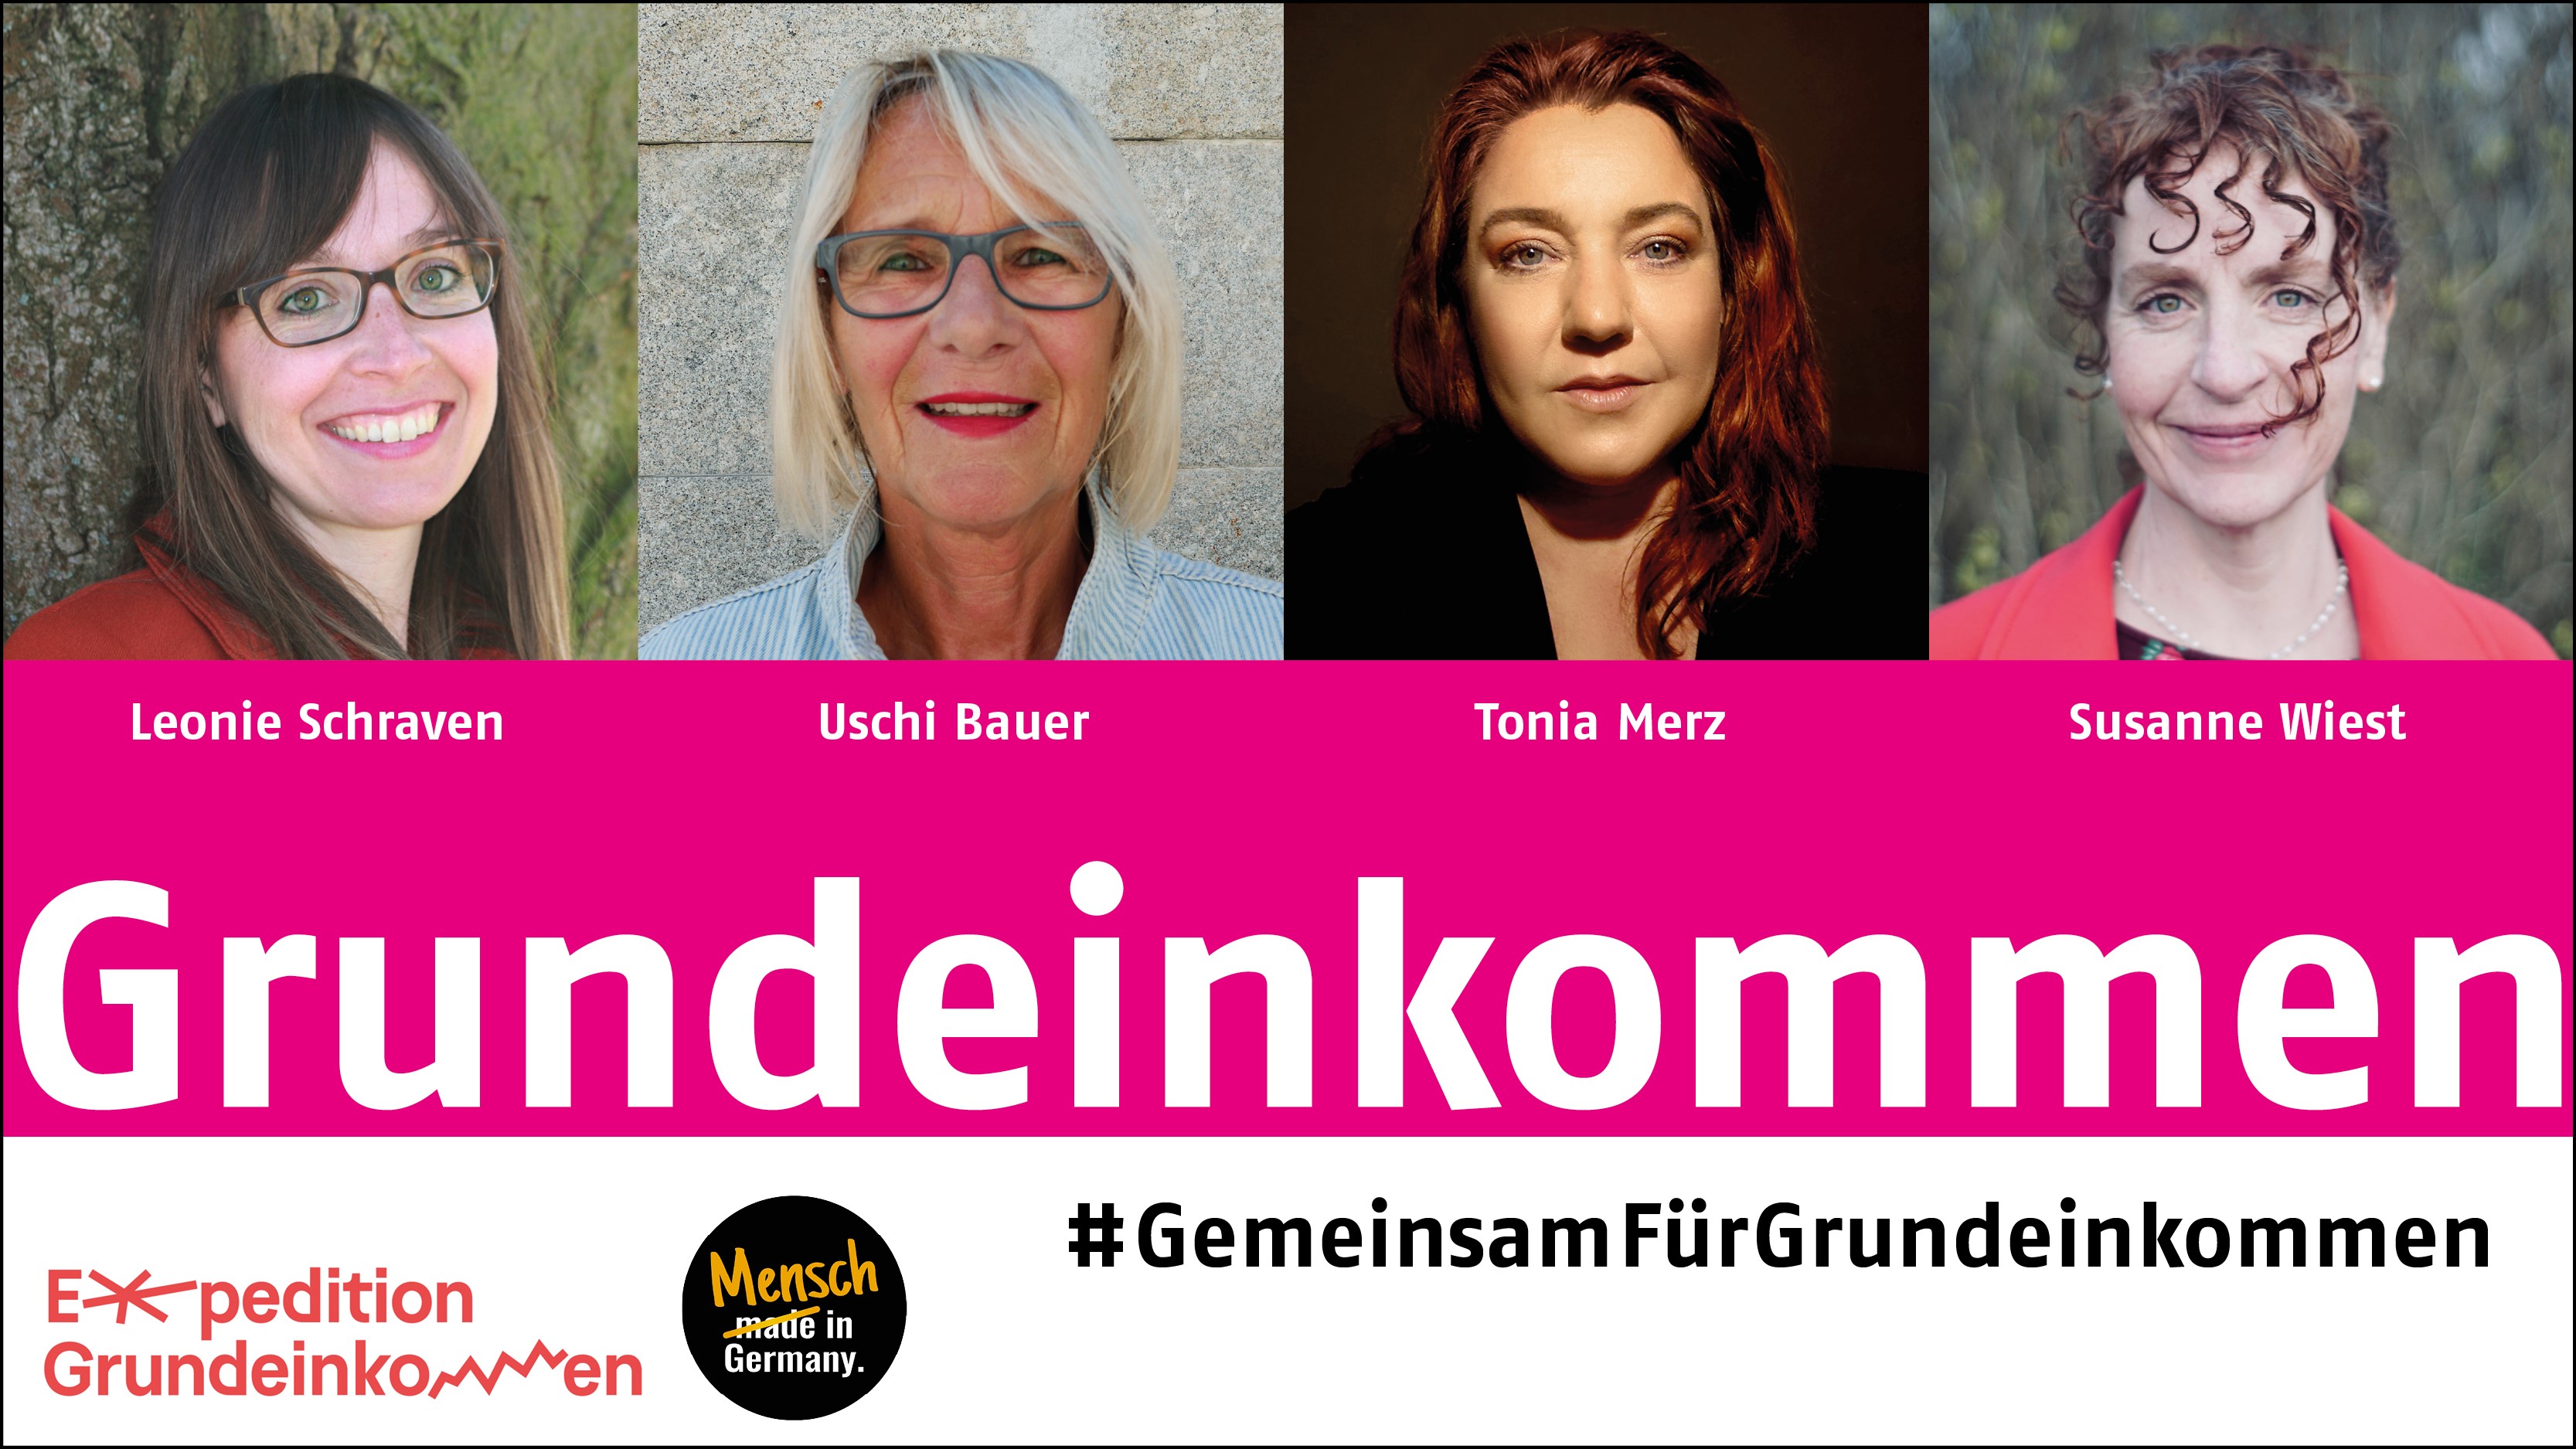 Leonie Schraven
Uschi Bauer
Tonia Merz
Susanne Wiest
Grundeinkommen
#GemeinsamFürGrundeinkommen
Expedition
Grundeinkommen
Mensch
made in
Germany.